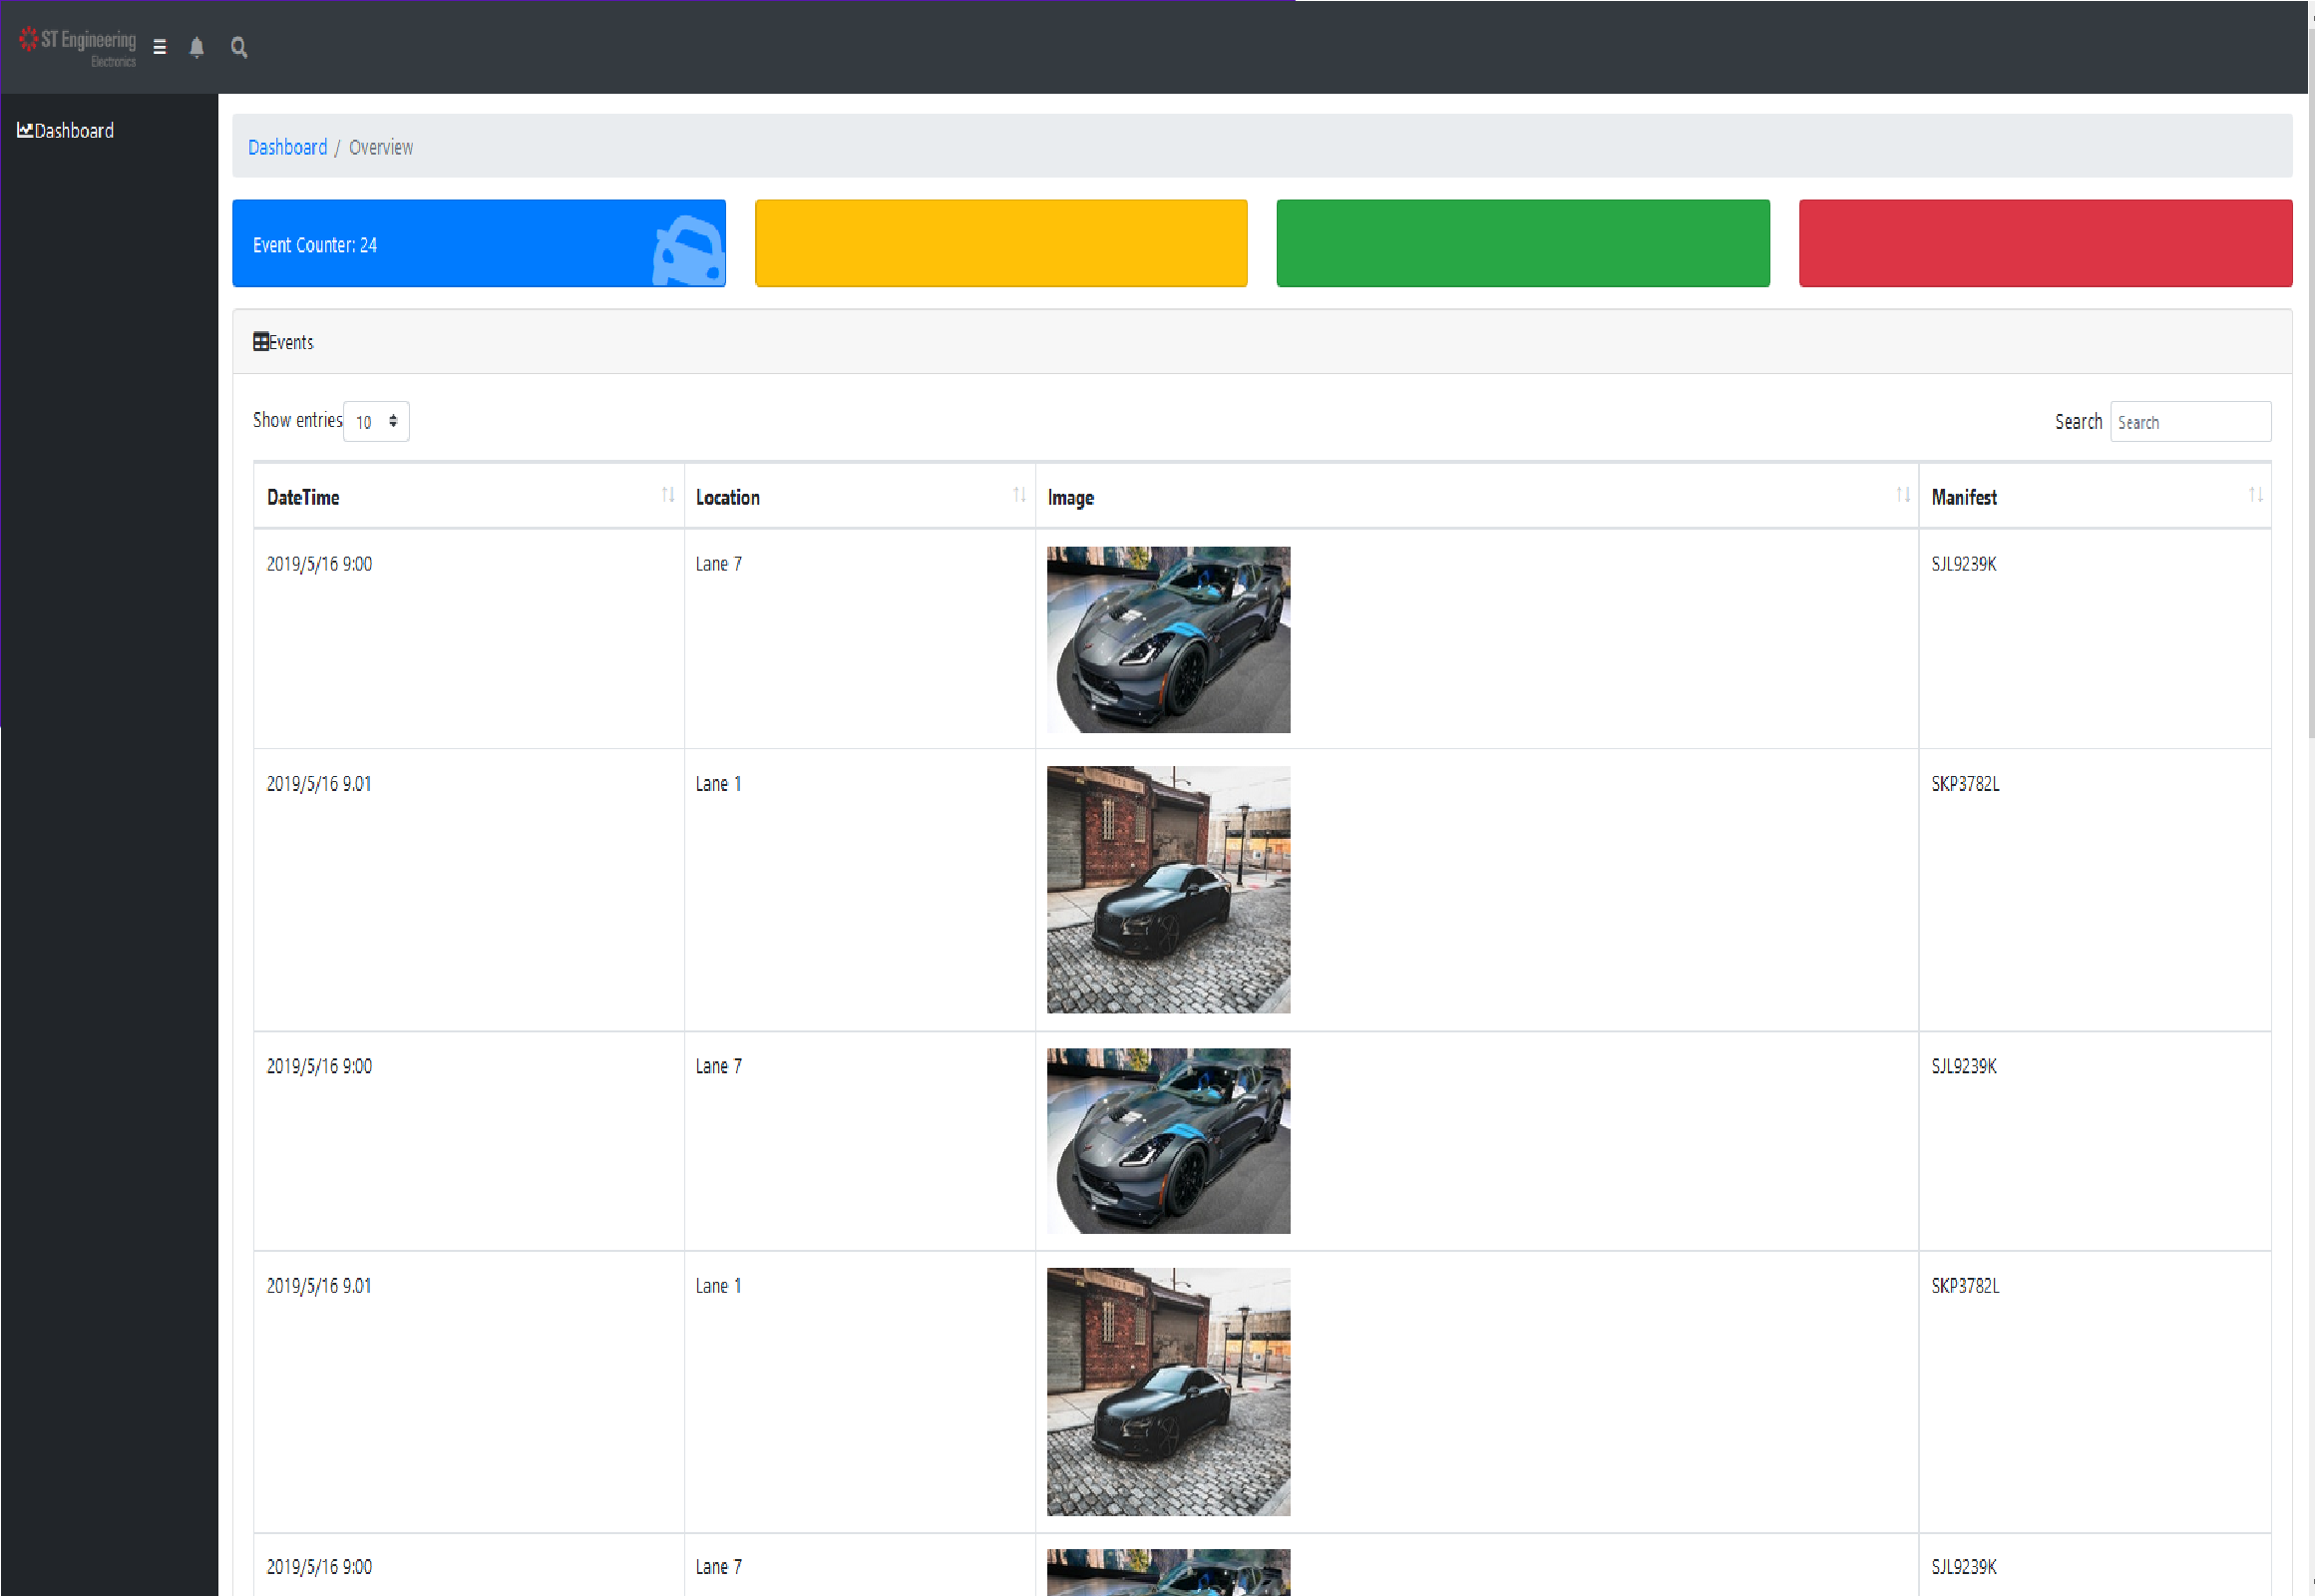 ST Engineering
Electronics
Dashboard
Dashboard / Overview
Event Counter: 24
Events
Show entries 10
Search Search
DateTime Location Image Manifest
2019/5/16 9:00 Lane 7 SJL9239K
2019/5/16 9.01 Lane 1 SKP3782L
2019/5/16 9:00 Lane 7 SJL9239K
2019/5/16 9.01 Lane 1 SKP3782L
2019/5/16 9:00 Lane 7 SJL9239K